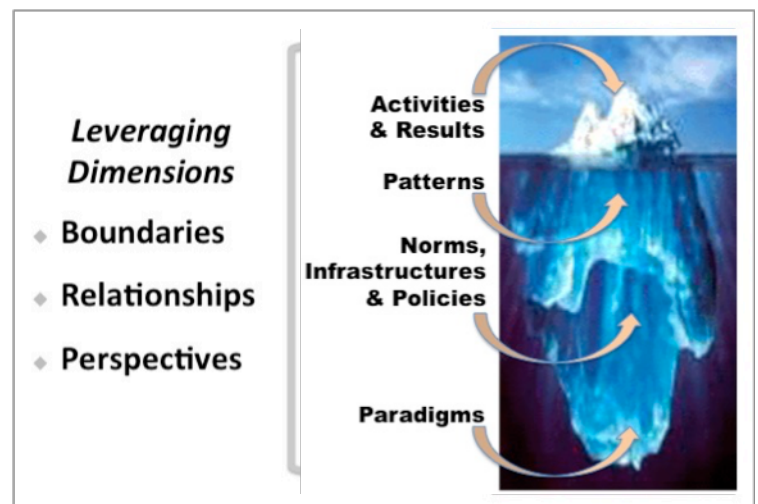 Leveraging
Dimensions
Boundaries
Relationships
Perspectives
Activities
& Results
Patterns
Norms,
Infrastructures
& Policies
Paradigms